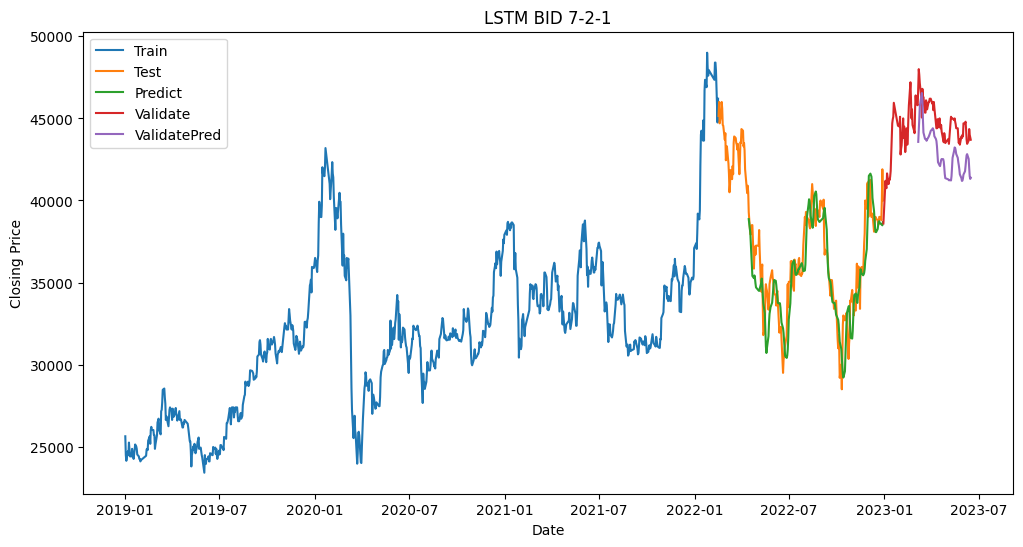 LSTM BID 7-2-1
Closing Price
50000
45000
40000
35000
30000
25000
Train
Test
Predict
Validate
ValidatePred
2019-01 2019-07 2020-01 2020-07 2021-01 2021-07 2022-01 2022-07 2023-01 2023-07
Date